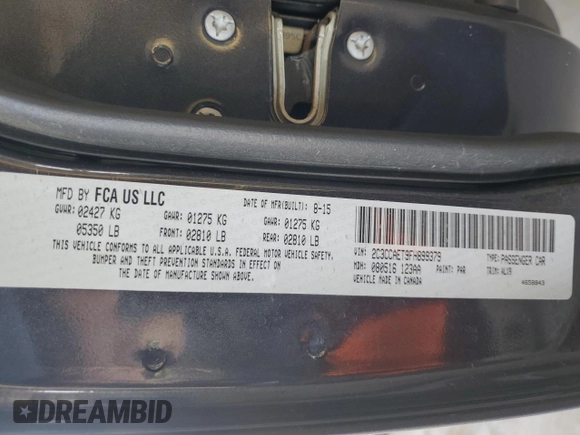 MFD BY FCA US LLC
DATE OF MFR(BUILT): 8-15
GVWR: 02427 KG
GAWR: 01275 KG
GAWR: 01275 KG
05350 LB
FRONT: 02810 LB
REAR: 02810 LB
THIS VEHICLE CONFORMS TO ALL APPLICABLE U.S.A. FEDERAL MOTOR VEHICLE SAFETY,
BUMPER AND THEFT PREVENTION STANDARDS IN EFFECT ON
THE DATE OF MANUFACTURE SHOWN ABOVE.
VIN: 2C3CCAET9FH899379
TYPE: PASSENGER CAR
MDH: 080516 123AA
PAINT: PAR
TRIM: ALV9
VEHICLE MADE IN CANADA
4658843
DREAMBID